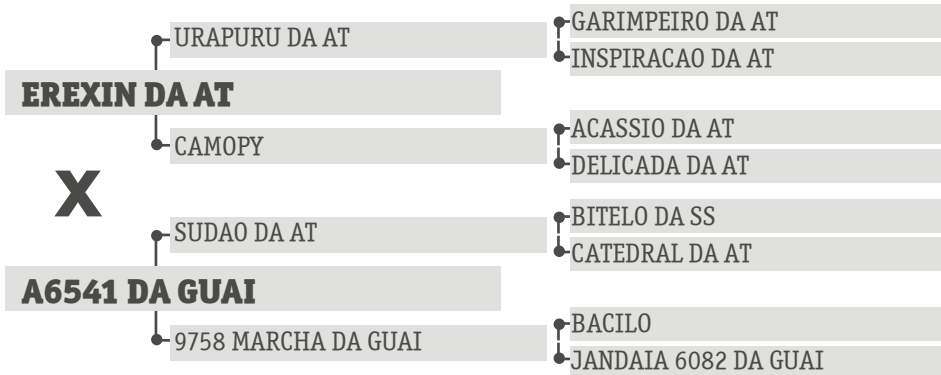 URAPURU DA AT
GARIMPEIRO DA AT
INSPIRACAO DA AT
EREXIN DA AT
CAMOPY
ACASSIO DA AT
DELICADA DA AT
X
SUDAO DA AT
BITELO DA SS
CATEDRAL DA AT
A6541 DA GUAI
9758 MARCHA DA GUAI
BACILO
JANDAIA 6082 DA GUAI